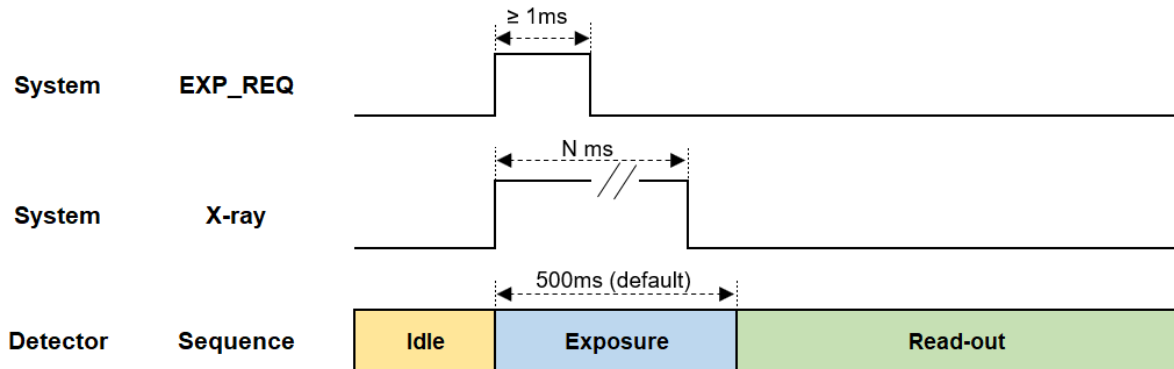 ≥ 1ms
System EXP_REQ
N ms
System X-ray
500ms (default)
Detector Sequence Idle Exposure Read-out